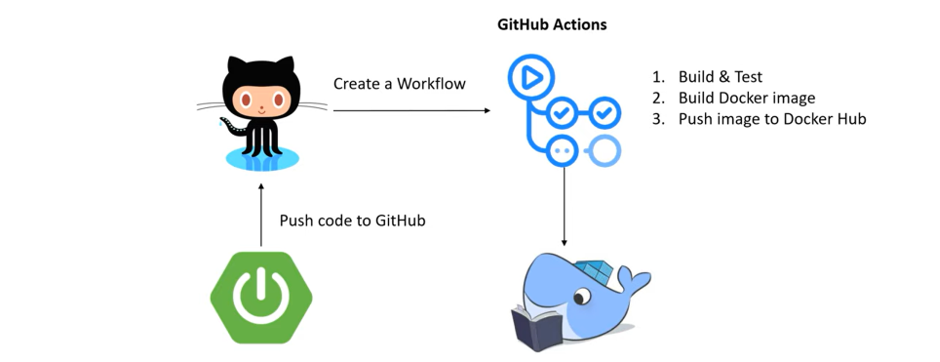 GitHub Actions
Create a Workflow
1. Build & Test
2. Build Docker image
3. Push image to Docker Hub
Push code to GitHub